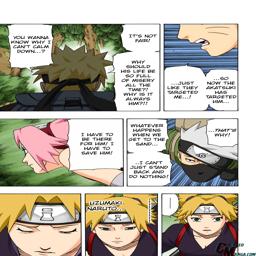 YOU WANNA
KNOW WHY I
CAN'T CALM
DOWN...?
IT'S NOT
FAIR!
WHY
SHOULD
HIS LIFE BE
SO FULL
OF MISERY
ALL THE
TIME?!
WHY IS IT
ALWAYS
HIM?!
...JUST
LIKE THEY
TARGETED
ME...!
SO NOW
THE
AKATSUKI
HAS
TARGETED
HIM...
I HAVE TO
BE THERE
FOR HIM! I
HAVE TO
SAVE HIM!
WHATEVER
HAPPENS
WHEN WE
GET TO
THE SAND...
...I CAN'T
JUST STAND
BACK AND
DO NOTHING!
...THAT'S
WHY!
UZUMAKI
NARUTO...
!